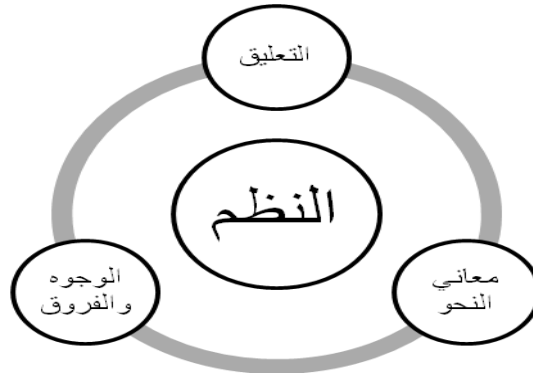 التعليق
النظم
معاني
النحو
الوجوه
والفروق